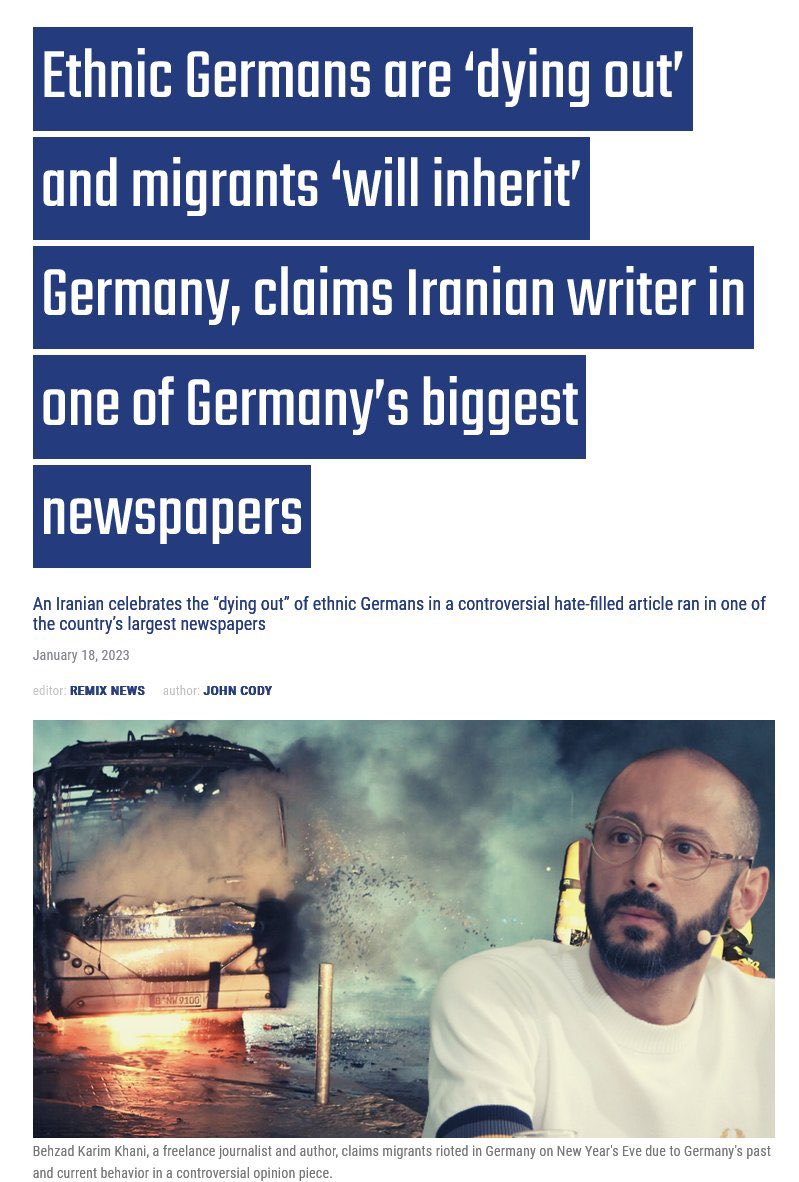 Ethnic Germans are ‘dying out’
and migrants ‘will inherit’
Germany, claims Iranian writer in
one of Germany’s biggest
newspapers
An Iranian celebrates the “dying out” of ethnic Germans in a controversial hate-filled article ran in one of
the country’s largest newspapers
January 18, 2023
editor: REMIX NEWS author: JOHN CODY
B·NW 9100
Behzad Karim Khani, a freelance journalist and author, claims migrants rioted in Germany on New Year's Eve due to Germany's past
and current behavior in a controversial opinion piece.